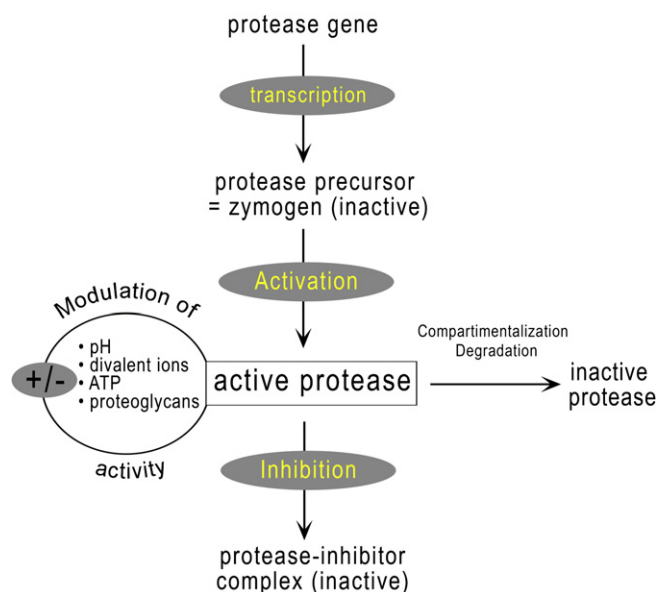 protease gene
transcription
protease precursor
= zymogen (inactive)
Activation
Modulation of
+/-
• pH
• divalent ions
• ATP
• proteoglycans
activity
active protease
Compartimentalization
Degradation
inactive
protease
Inhibition
protease-inhibitor
complex (inactive)